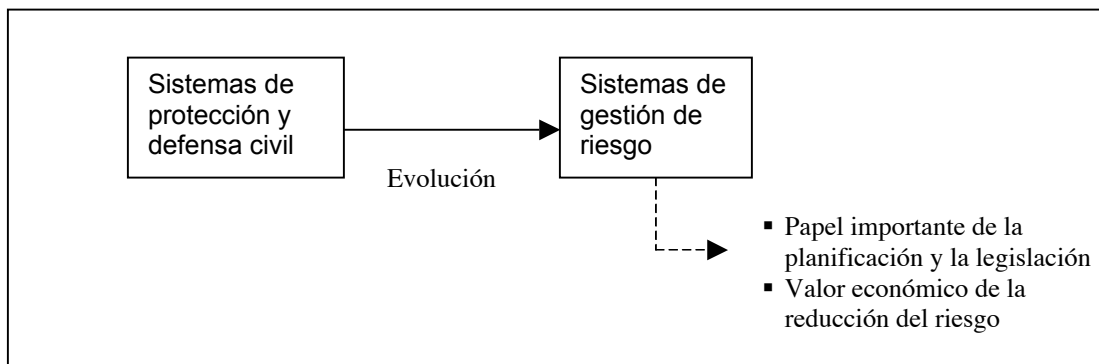 Sistemas de
protección y
defensa civil
Evolución
Sistemas de
gestión de
riesgo
▪ Papel importante de la
planificación y la legislación
▪ Valor económico de la
reducción del riesgo